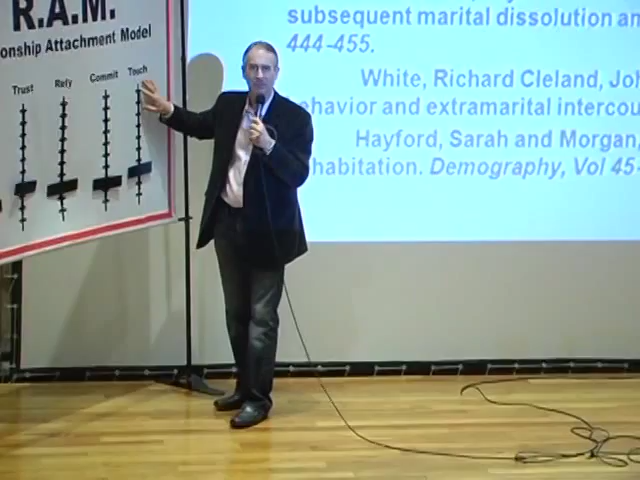 R.A.M.
onship Attachment Model
Trust Rely Commit Touch
subsequent marital dissolution an
444-455.
White, Richard Cleland, Joh
ehavior and extramarital intercou
Hayford, Sarah and Morgan,
habitation. Demography, Vol 45-